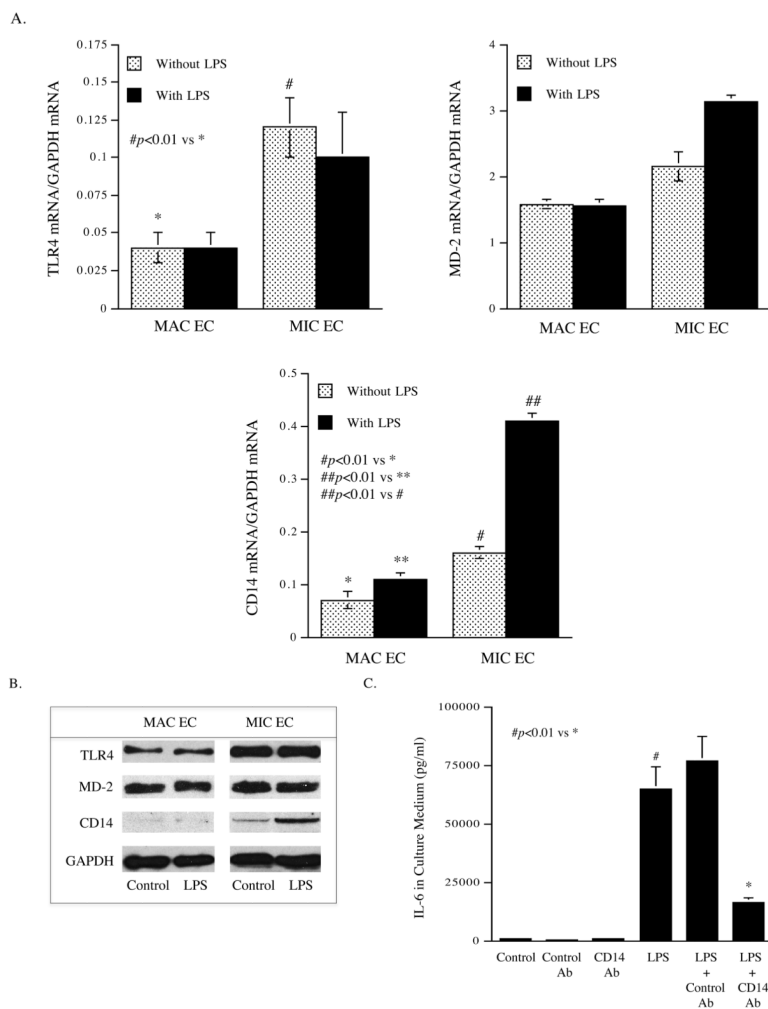 A.
TLR4 mRNA/GAPDH mRNA
0.175
0.15
0.125
0.1
0.075
0.05
0.025
0
Without LPS
With LPS
#p<0.01 vs *
*
#
MAC EC
MIC EC
MD-2 mRNA/GAPDH mRNA
4
3
2
1
0
Without LPS
With LPS
MAC EC
MIC EC
CD14 mRNA/GAPDH mRNA
0.5
0.4
0.3
0.2
0.1
0
Without LPS
With LPS
#p<0.01 vs *
##p<0.01 vs **
##p<0.01 vs #
*
**
#
##
MAC EC
MIC EC
B.
MAC EC MIC EC
TLR4
MD-2
CD14
GAPDH
Control LPS Control LPS
C.
IL-6 in Culture Medium (pg/ml)
100000
75000
50000
25000
0
#p<0.01 vs *
#
*
Control
Control
Ab
CD14
Ab
LPS
LPS
+
Control
Ab
LPS
+
CD14
Ab